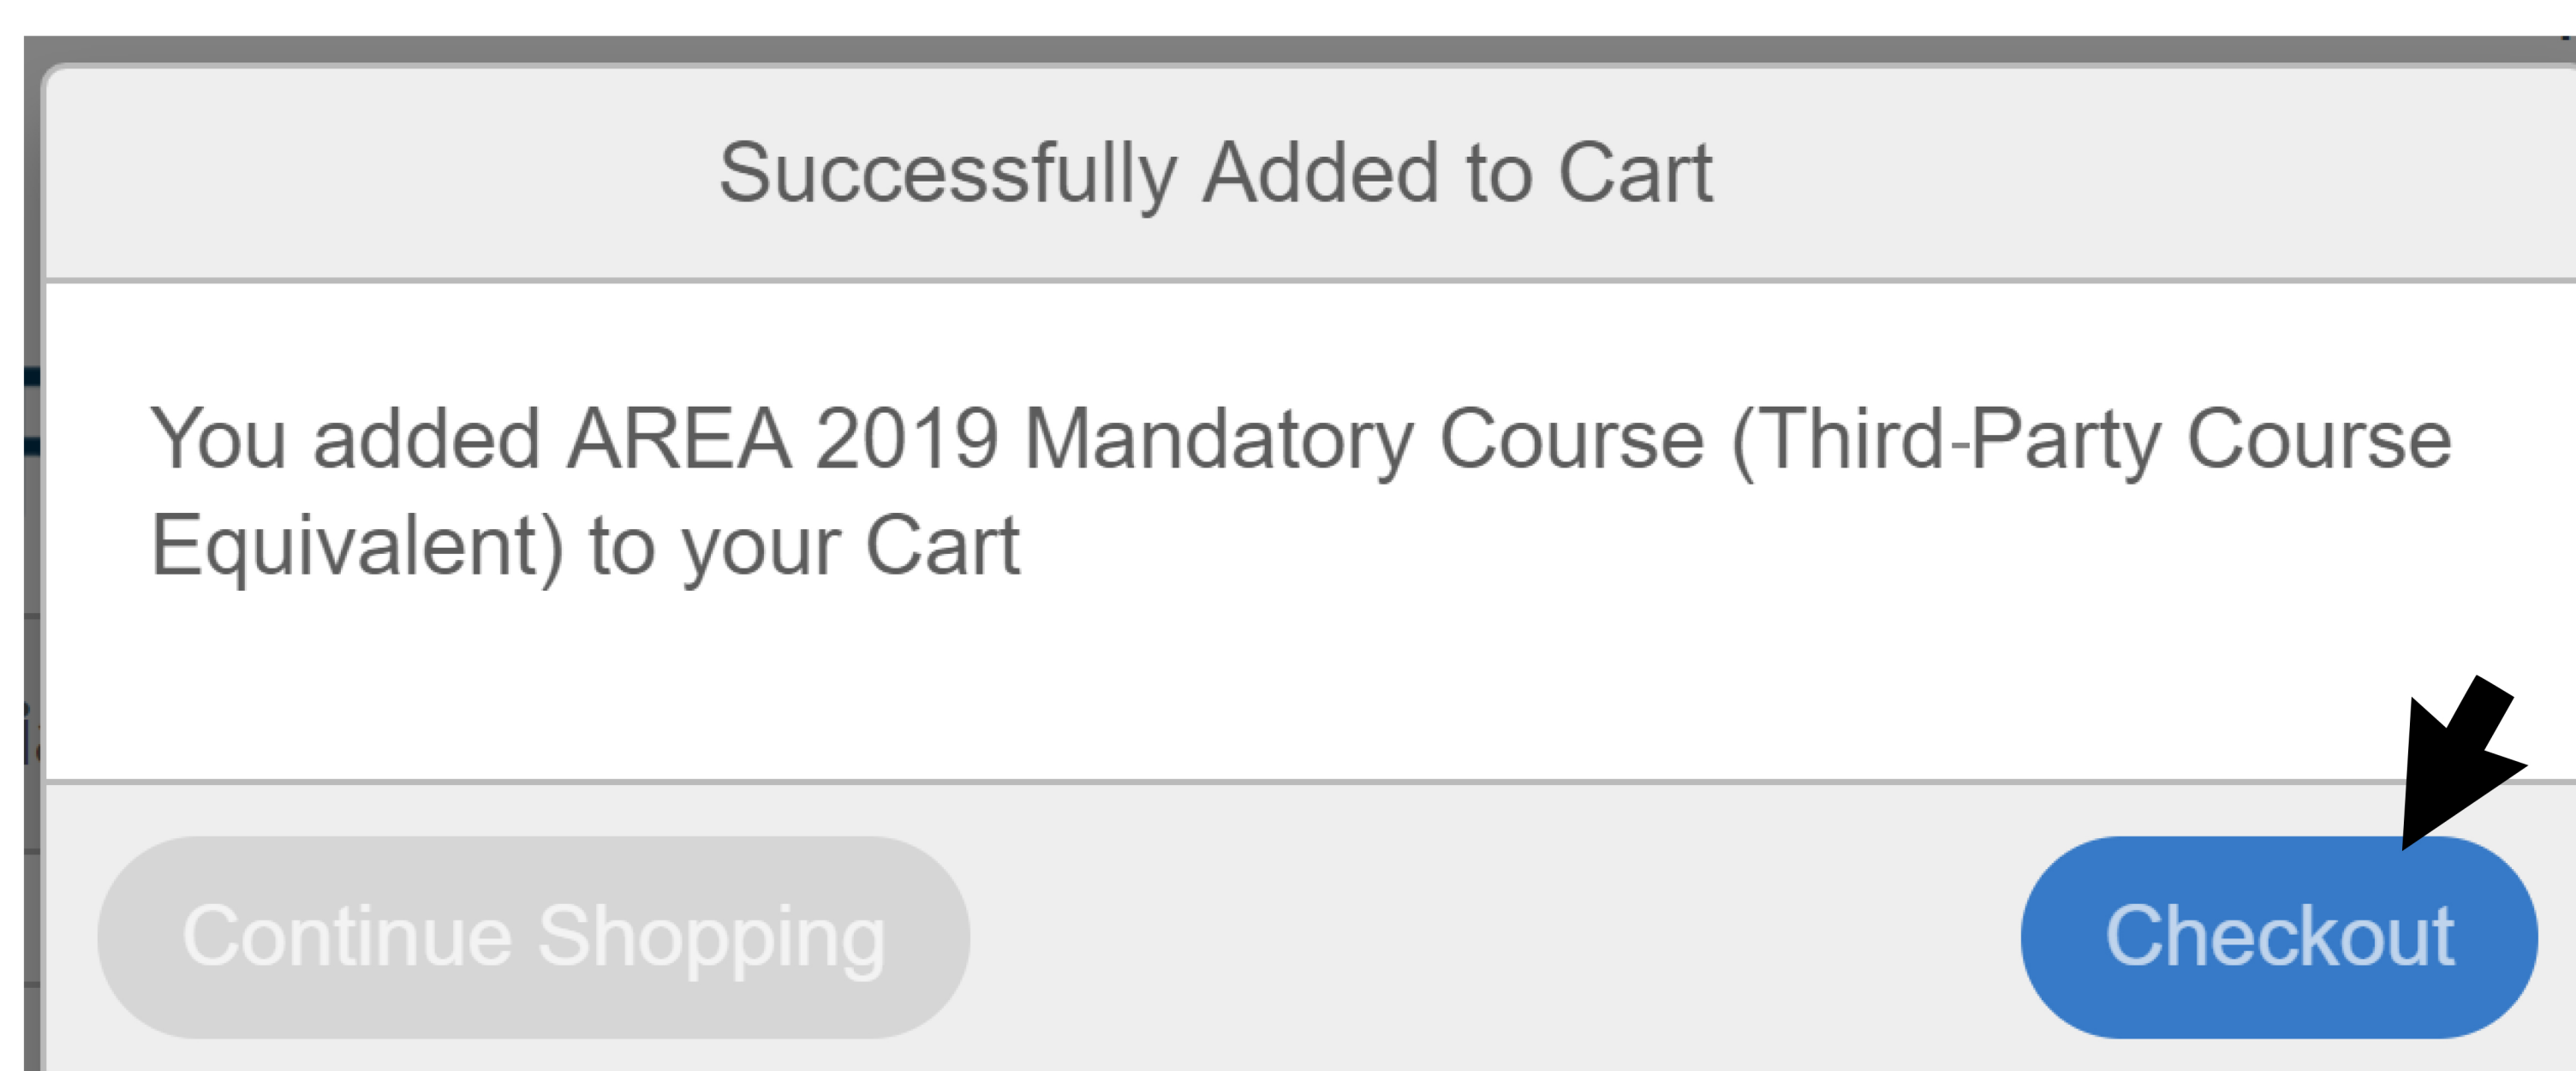 Successfully Added to Cart
You added AREA 2019 Mandatory Course (Third-Party Course
Equivalent) to your Cart
Continue Shopping
Checkout